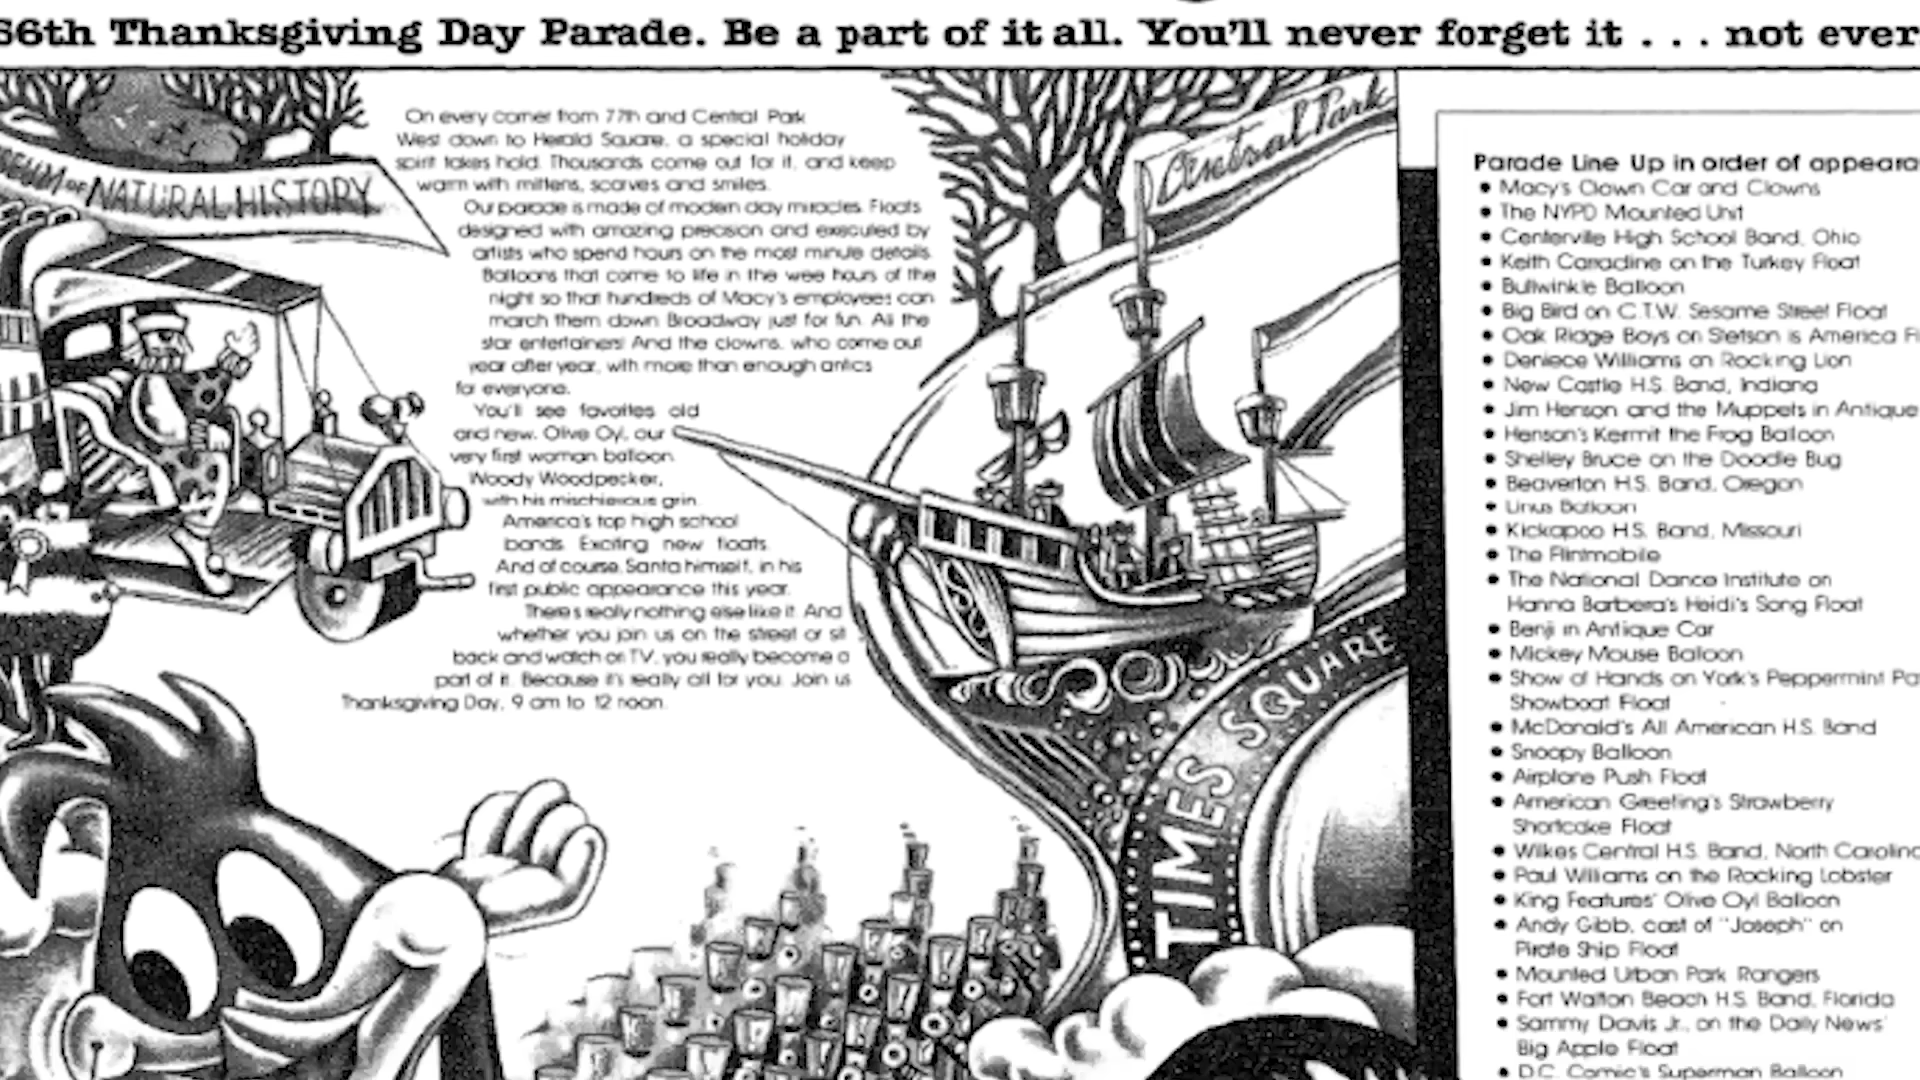 56th Thanksgiving Day Parade. Be a part of it all. You'll never forget it . . . not ever
OF NATURAL HISTORY
On every corner from 77th and Central Park
West down to Herald Square, a special holiday
spirit takes hold. Thousands come out for it, and keep
warm with mittens, scarves and smiles.
Our parade is made of modern day miracles. Floats
designed with amazing precision and executed by
artists who spend hours on the most minute details.
Balloons that come to life in the wee hours of the
night so that hundreds of Macy's employees can
march them down Broadway just for fun. All the
star entertainers! And the clowns, who come out
year after year, with more than enough antics
for everyone.
You'll see favorites old
and new. Olive Oyl, our
very first woman balloon.
Woody Woodpecker,
with his mischievous grin.
America's top high school
bands. Exciting new floats.
And of course, Santa himself, in his
first public appearance this year.
There's really nothing else like it. And
whether you join us on the street or sit
back and watch on TV, you really become a
part of it. Because it's really all for you. Join us
Thanksgiving Day, 9 am to 12 noon.
Central Park
TIMES SQUARE
Parade Line Up in order of
• Macy's Clown Car and Clowns
• The NYPD Mounted Unit
• Centerville High School Band, Ohio
• Keith Carradine on the Turkey Float
• Bullwinkle Balloon
• Big Bird on C.T.W. Sesame Street Float
• Oak Ridge Boys on Stetson is America
• Deniece Williams on Rocking Lion
• New Castle H.S. Band, Indiana
• Jim Henson and the Muppets in Antique
• Henson's Kermit the Frog Balloon
• Shelley Bruce on the Doodle Bug
• Beaverton H.S. Band, Oregon
• Linus Balloon
• Kickapoo H.S. Band, Missouri
• The Flintmobile
• The National Dance Institute on
Hanna Barbera's Heidi's Song Float
• Benji in Antique Car
• Mickey Mouse Balloon
• Show of Hands on York's Peppermint
Showboat Float
• McDonald's All American H.S. Band
• Snoopy Balloon
• Airplane Push Float
• American Greeting's Strawberry
Shortcake Float
• Wilkes Central H.S. Band, North Carolina
• Paul Williams on the Rocking Lobster
• King Features' Olive Oyl Balloon
• Andy Gibb, cast of "Joseph" on
Pirate Ship Float
• Mounted Urban Park Rangers
• Fort Walton Beach H.S. Band, Florida
• Sammy Davis Jr., on the Daily News'
Big Apple Float
• D.C. Comic's Superman Balloon